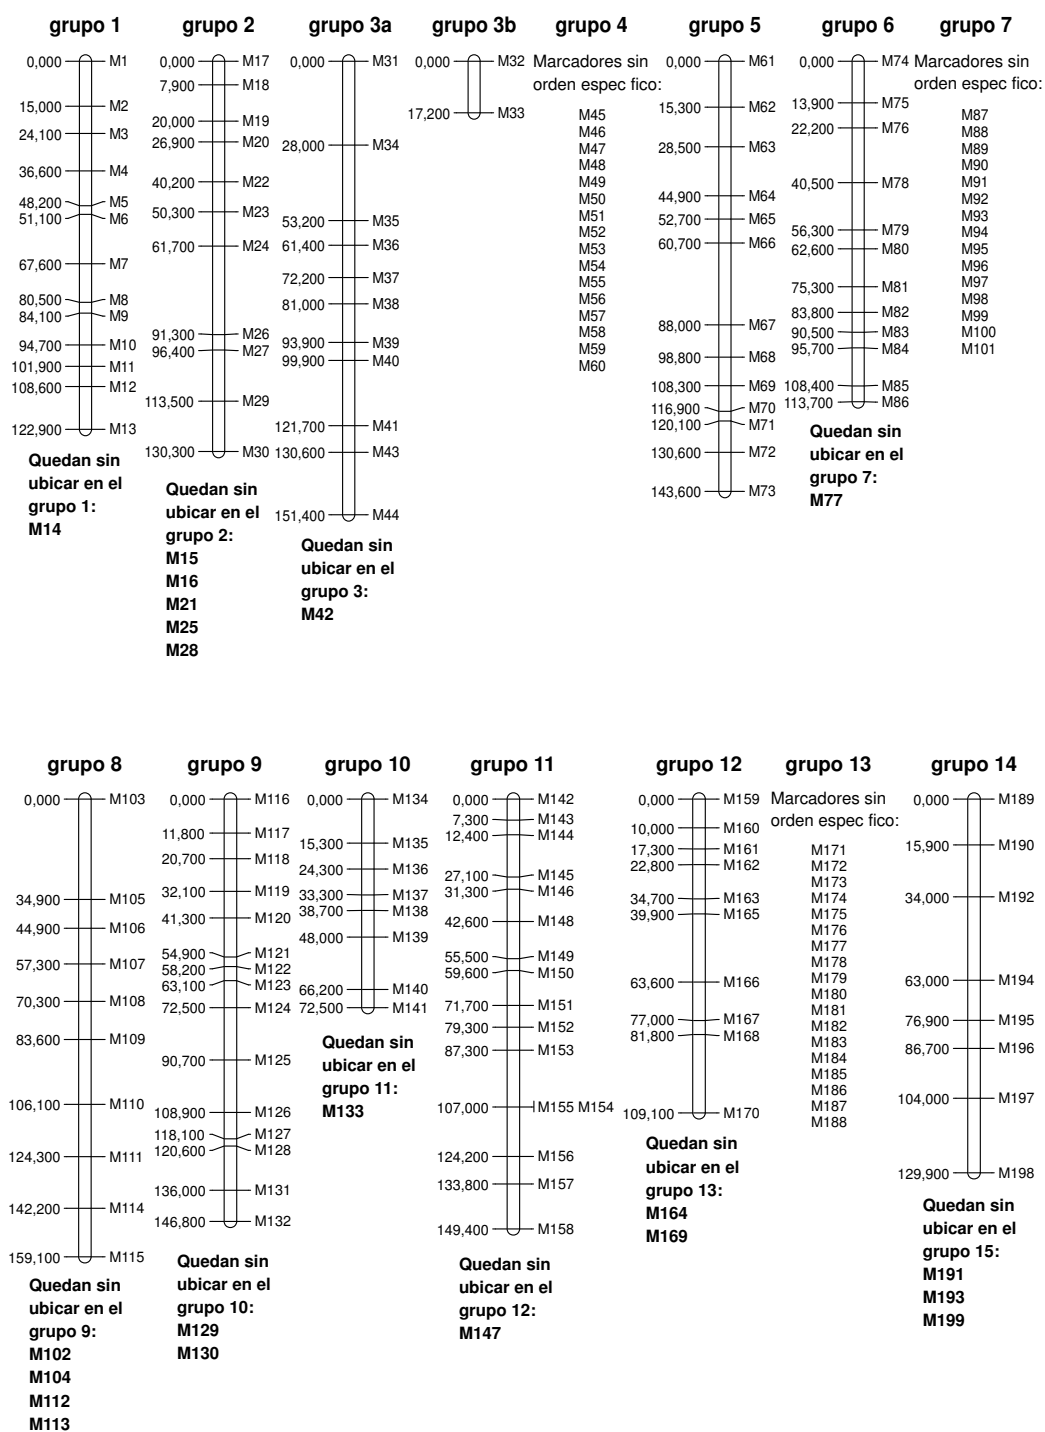 grupo 1
0,000 M1
15,000 M2
24,100 M3
36,600 M4
48,200 M5
51,100 M6
67,600 M7
80,500 M8
84,100 M9
94,700 M10
101,900 M11
108,600 M12
122,900 M13
Quedan sin
ubicar en el
grupo 1:
M14
grupo 2
0,000 M17
7,900 M18
20,000 M19
26,900 M20
40,200 M22
50,300 M23
61,700 M24
91,300 M26
96,400 M27
113,500 M29
130,300 M30
Quedan sin
ubicar en el
grupo 2:
M15
M16
M21
M25
M28
grupo 3a
0,000 M31
28,000 M34
53,200 M35
61,400 M36
72,200 M37
81,000 M38
93,900 M39
99,900 M40
121,700 M41
130,600 M43
151,400 M44
Quedan sin
ubicar en el
grupo 3:
M42
grupo 3b
0,000 M32
17,200 M33
grupo 4
Marcadores sin
orden espec fico:
M45
M46
M47
M48
M49
M50
M51
M52
M53
M54
M55
M56
M57
M58
M59
M60
grupo 5
0,000 M61
15,300 M62
28,500 M63
44,900 M64
52,700 M65
60,700 M66
88,000 M67
98,800 M68
108,300 M69
116,900 M70
120,100 M71
130,600 M72
143,600 M73
grupo 6
0,000 M74
13,900 M75
22,200 M76
40,500 M78
56,300 M79
62,600 M80
75,300 M81
83,800 M82
90,500 M83
95,700 M84
108,400 M85
113,700 M86
Quedan sin
ubicar en el
grupo 7:
M77
grupo 7
Marcadores sin
orden espec fico:
M87
M88
M89
M90
M91
M92
M93
M94
M95
M96
M97
M98
M99
M100
M101
grupo 8
0,000 M103
34,900 M105
44,900 M106
57,300 M107
70,300 M108
83,600 M109
106,100 M110
124,300 M111
142,200 M114
159,100 M115
Quedan sin
ubicar en el
grupo 9:
M102
M104
M112
M113
grupo 9
0,000 M116
11,800 M117
20,700 M118
32,100 M119
41,300 M120
54,900 M121
58,200 M122
63,100 M123
72,500 M124
90,700 M125
108,900 M126
118,100 M127
120,600 M128
136,000 M131
146,800 M132
Quedan sin
ubicar en el
grupo 10:
M129
M130
grupo 10
0,000 M134
15,300 M135
24,300 M136
33,300 M137
38,700 M138
48,000 M139
66,200 M140
72,500 M141
Quedan sin
ubicar en el
grupo 11:
M133
grupo 11
0,000 M142
7,300 M143
12,400 M144
27,100 M145
31,300 M146
42,600 M148
55,500 M149
59,600 M150
71,700 M151
79,300 M152
87,300 M153
107,000 M155 M154
124,200 M156
133,800 M157
149,400 M158
Quedan sin
ubicar en el
grupo 12:
M147
grupo 12
0,000 M159
10,000 M160
17,300 M161
22,800 M162
34,700 M163
39,900 M165
63,600 M166
77,000 M167
81,800 M168
109,100 M170
Quedan sin
ubicar en el
grupo 13:
M164
M169
grupo 13
Marcadores sin
orden espec fico:
M171
M172
M173
M174
M175
M176
M177
M178
M179
M180
M181
M182
M183
M184
M185
M186
M187
M188
grupo 14
0,000 M189
15,900 M190
34,000 M192
63,000 M194
76,900 M195
86,700 M196
104,000 M197
129,900 M198
Quedan sin
ubicar en el
grupo 15:
M191
M193
M199